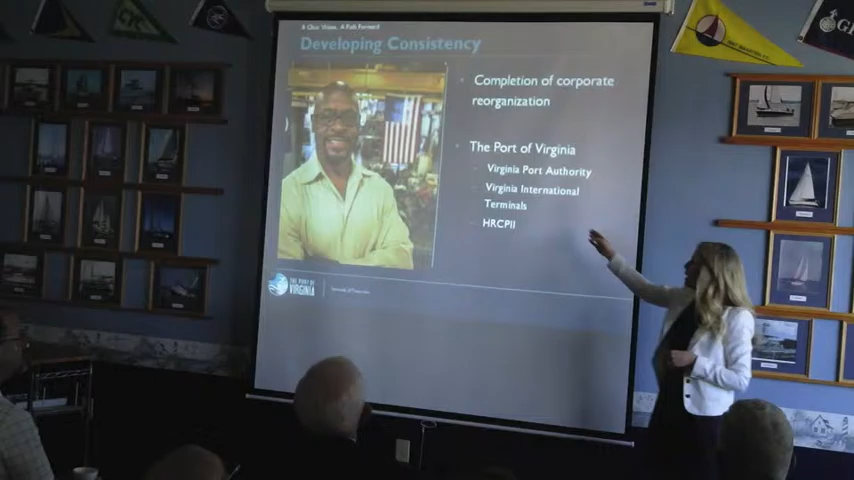 A Clear Vision, A Path Forward
Developing Consistency
Completion of corporate
reorganization
The Port of Virginia
Virginia Port Authority
Virginia International
Terminals
HRCPII
THE PORT OF
VIRGINIA
CYC